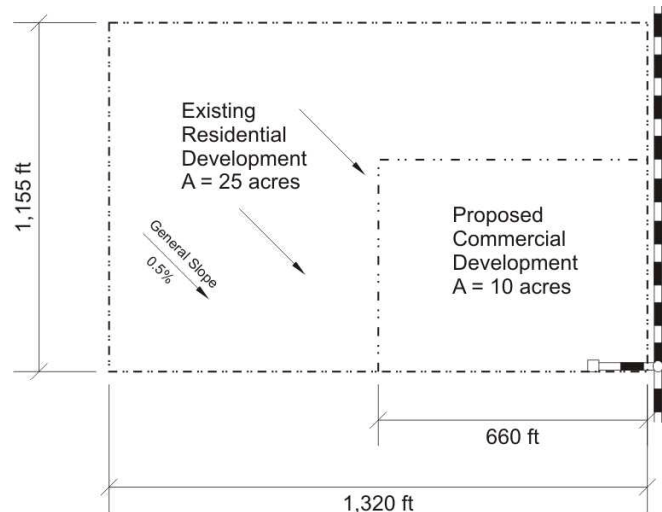 Existing
Residential
Development
A = 25 acres
1,155 ft
General Slope
0.5%
Proposed
Commercial
Development
A = 10 acres
660 ft
1,320 ft